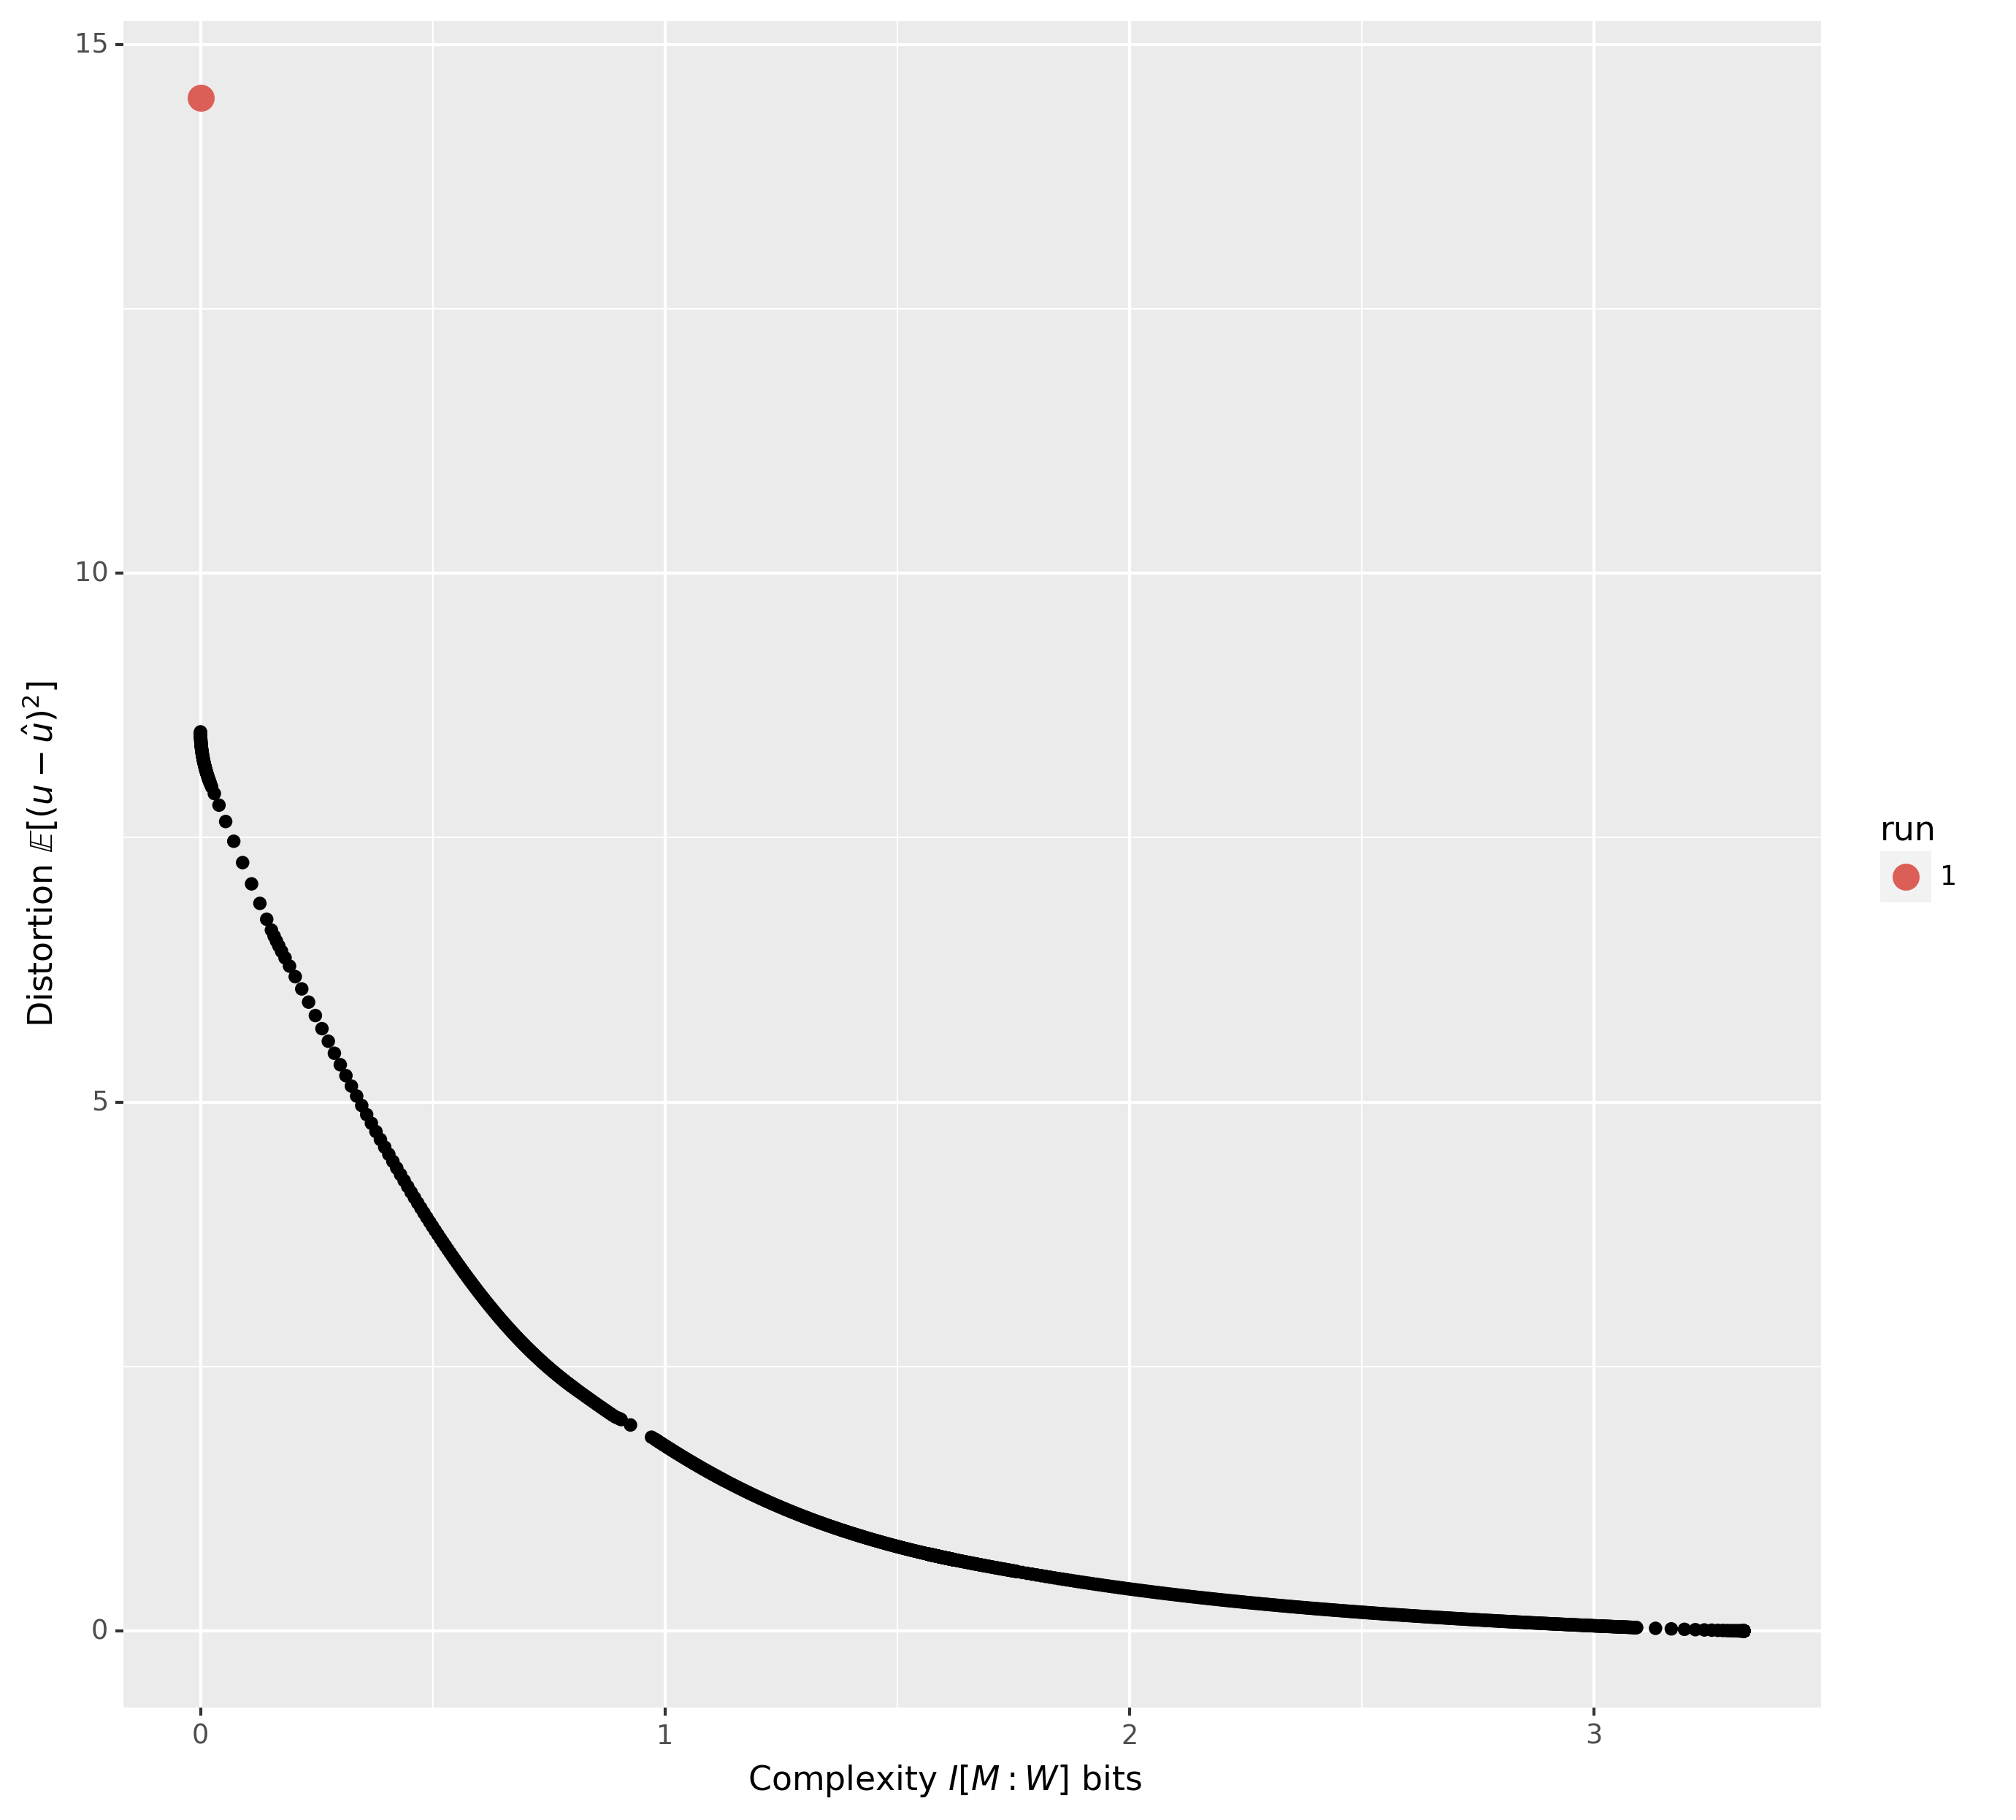 15
10
5
0
Distortion 𝔼[(u − û)²]
0 1 2 3
Complexity I[M : W] bits
run
1